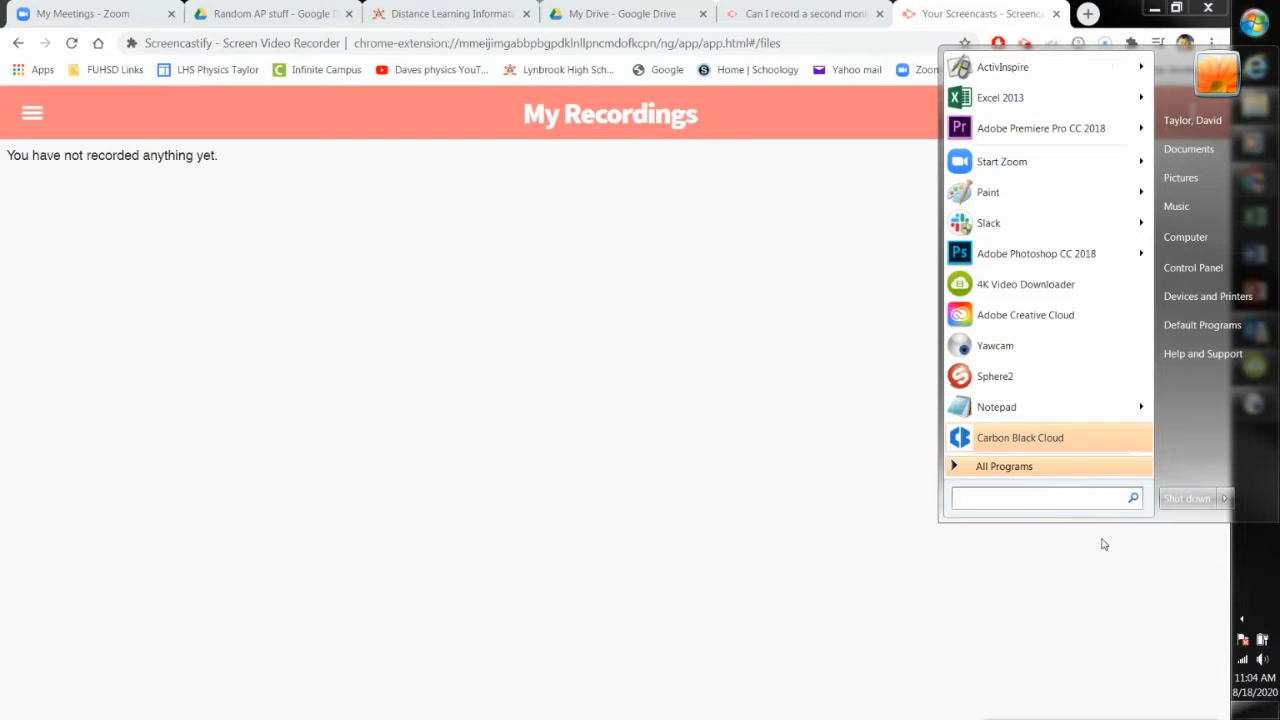 My Meetings - Zoom
Random AP stuff - Google D
Distance Learning Informati
My Drive - Google Drive
Can I record a second moni
Your Screencasts - Screenca
Screencastify - Screen Video Recorder | chrome-extension://mmeijimgabbpbgpdklnllpncmdofkcpn/ng/app/app.html#/files
Apps
FUHSD Links
LHS Physics Taylor
Infinite Campus
Daves physics YouT...
Lynbrook High Sch...
Google
Home | Schoology
Yahoo mail
Zoom
My Recordings
You have not recorded anything yet.
ActivInspire
Excel 2013
Adobe Premiere Pro CC 2018
Start Zoom
Paint
Slack
Adobe Photoshop CC 2018
4K Video Downloader
Adobe Creative Cloud
Yawcam
Sphere2
Notepad
Carbon Black Cloud
All Programs
Taylor, David
Documents
Pictures
Music
Computer
Control Panel
Devices and Printers
Default Programs
Help and Support
Shut down
11:04 AM
8/18/2020